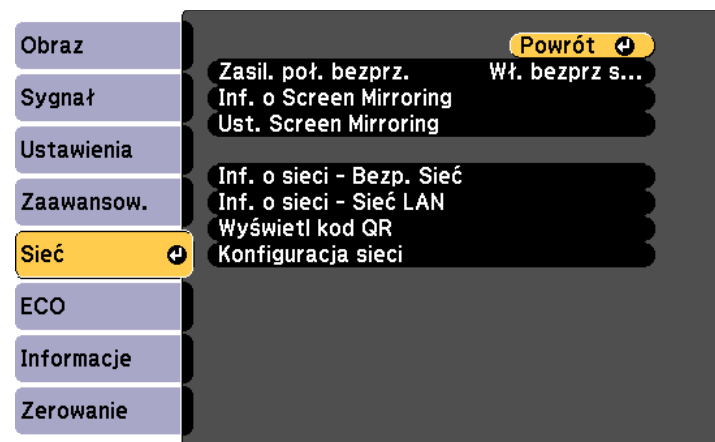 Obraz
Sygnał
Ustawienia
Zaawansow.
Sieć
ECO
Informacje
Zerowanie
Powrót
Zasil. poł. bezprz. Wł. bezprz s...
Inf. o Screen Mirroring
Ust. Screen Mirroring
Inf. o sieci - Bezp. Sieć
Inf. o sieci - Sieć LAN
Wyświetl kod QR
Konfiguracja sieci